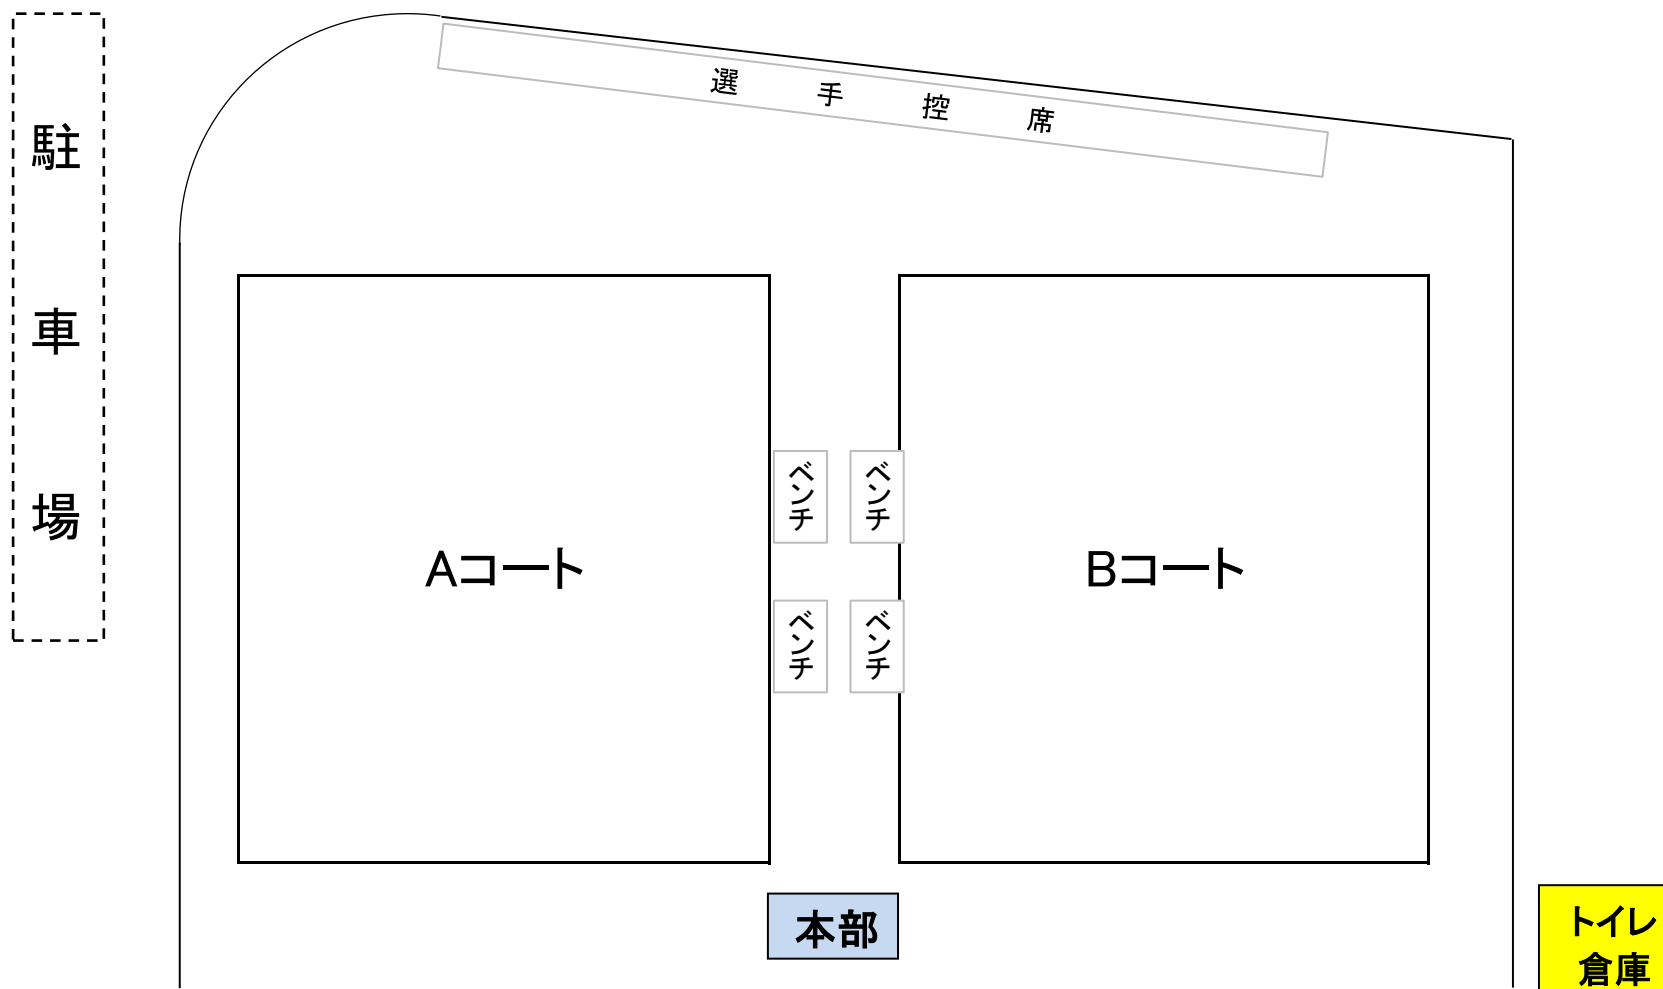 選手控席
駐車場
ベンチ
ベンチ
Aコート
Bコート
ベンチ
ベンチ
本部
トイレ
倉庫